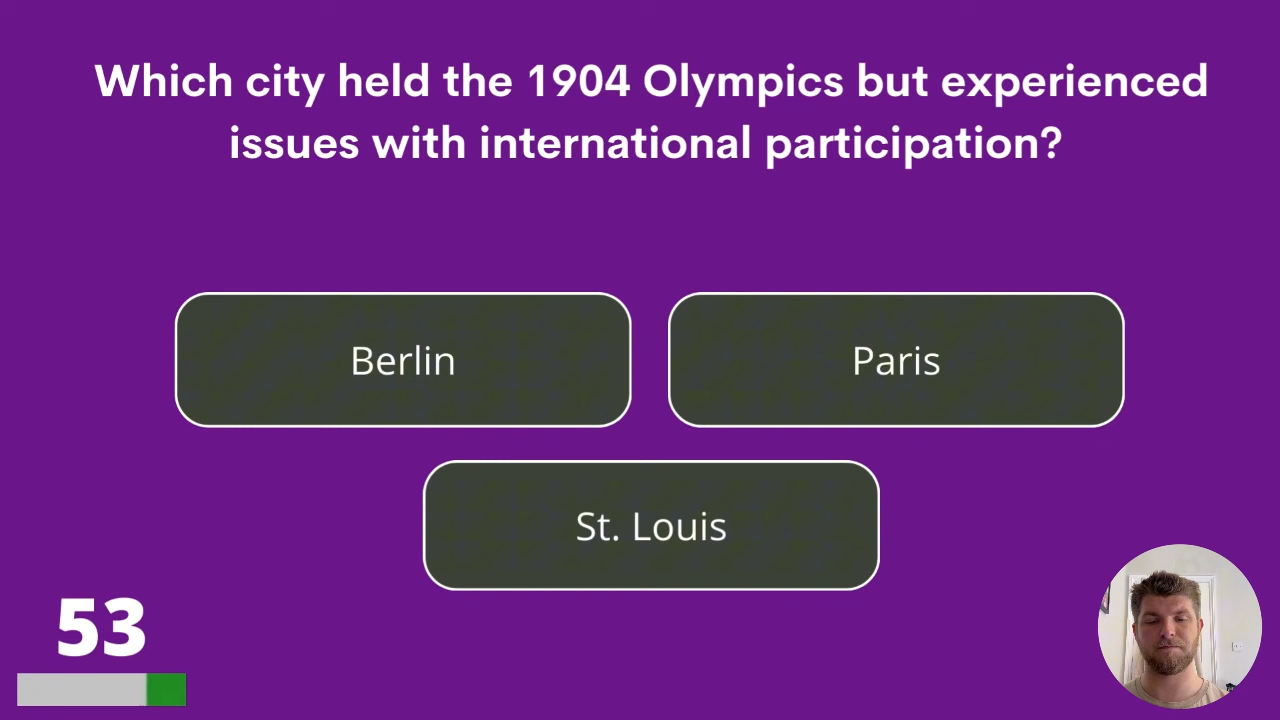 Which city held the 1904 Olympics but experienced
issues with international participation?
Berlin
Paris
St. Louis
53